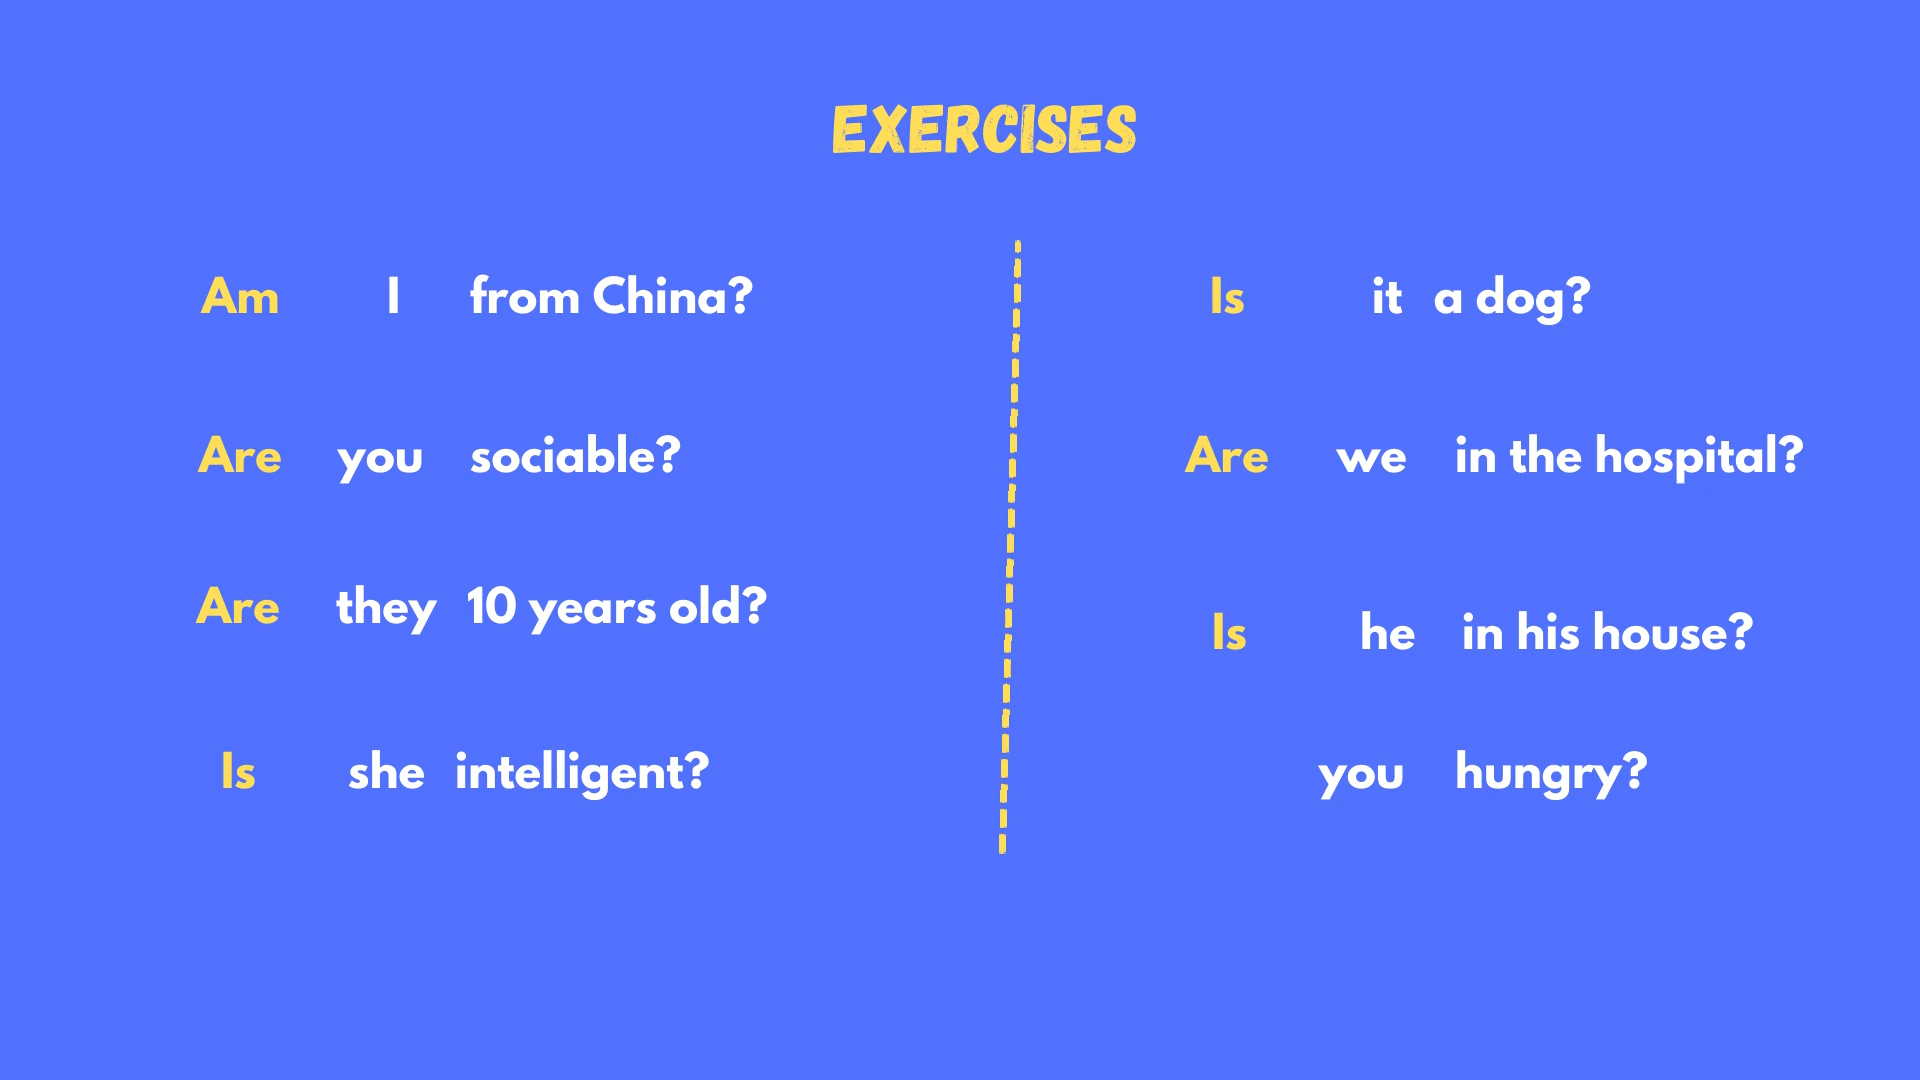 EXERCISES
Am I from China?
Are you sociable?
Are they 10 years old?
Is she intelligent?
Is it a dog?
Are we in the hospital?
Is he in his house?
you hungry?